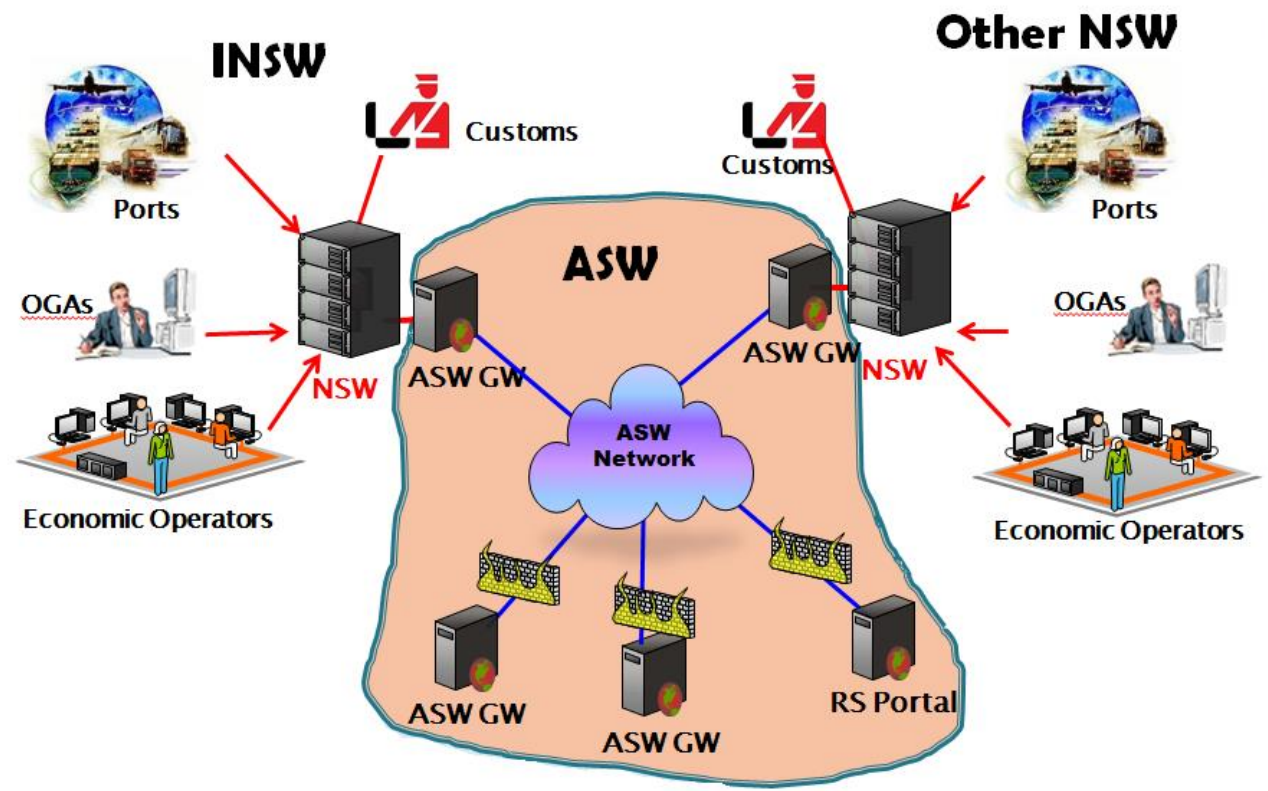 INSW
Other NSW
Customs
Customs
Ports
Ports
ASW
OGAs
OGAs
ASW GW
ASW GW
NSW
NSW
ASW
Network
Economic Operators
Economic Operators
ASW GW
ASW GW
RS Portal